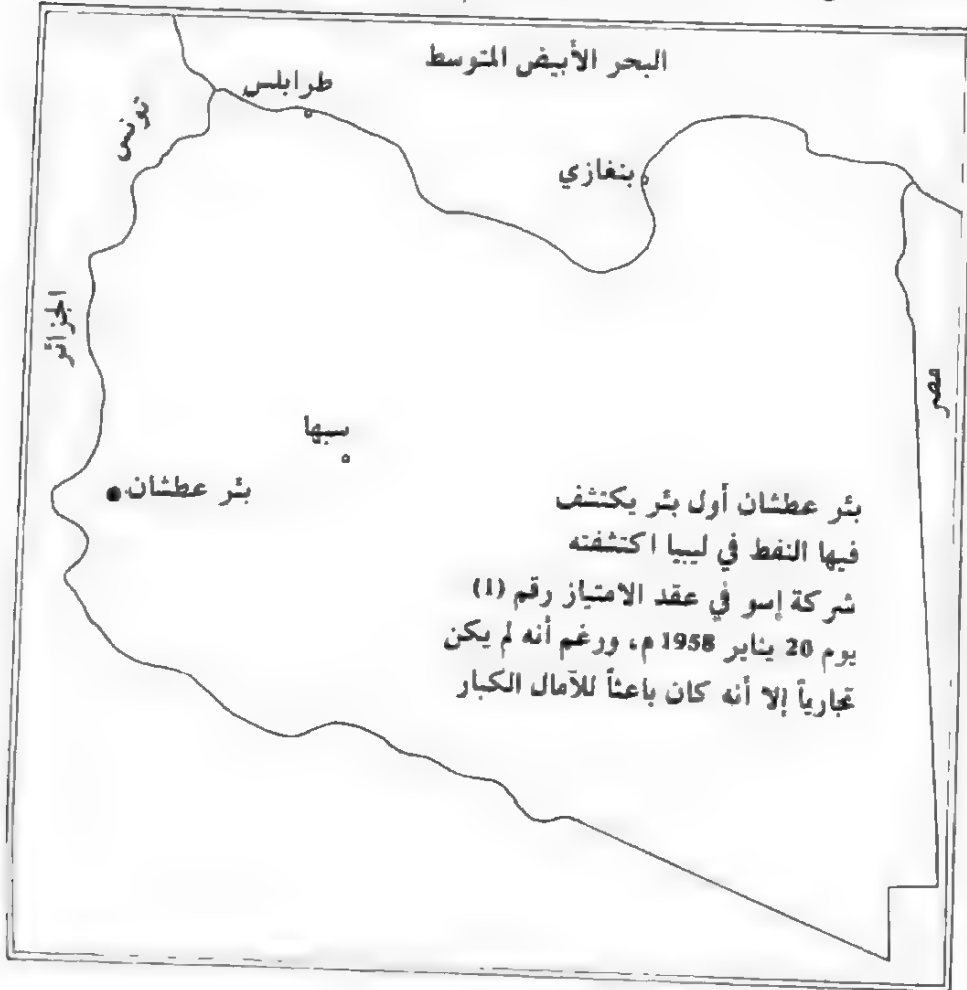 البحر الأبيض المتوسط
طرابلس
تونس
بنغازي
الجزائر
مصر
سبها
بئر عطشان
بئر عطشان أول بئر يكتشف
فيها النفط في ليبيا اكتشفته
شركة إسو في عقد الامتياز رقم (1)
يوم 20 يناير 1958 م، ورغم أنه لم يكن
تجارياً إلا أنه كان باعثاً للآمال الكبار